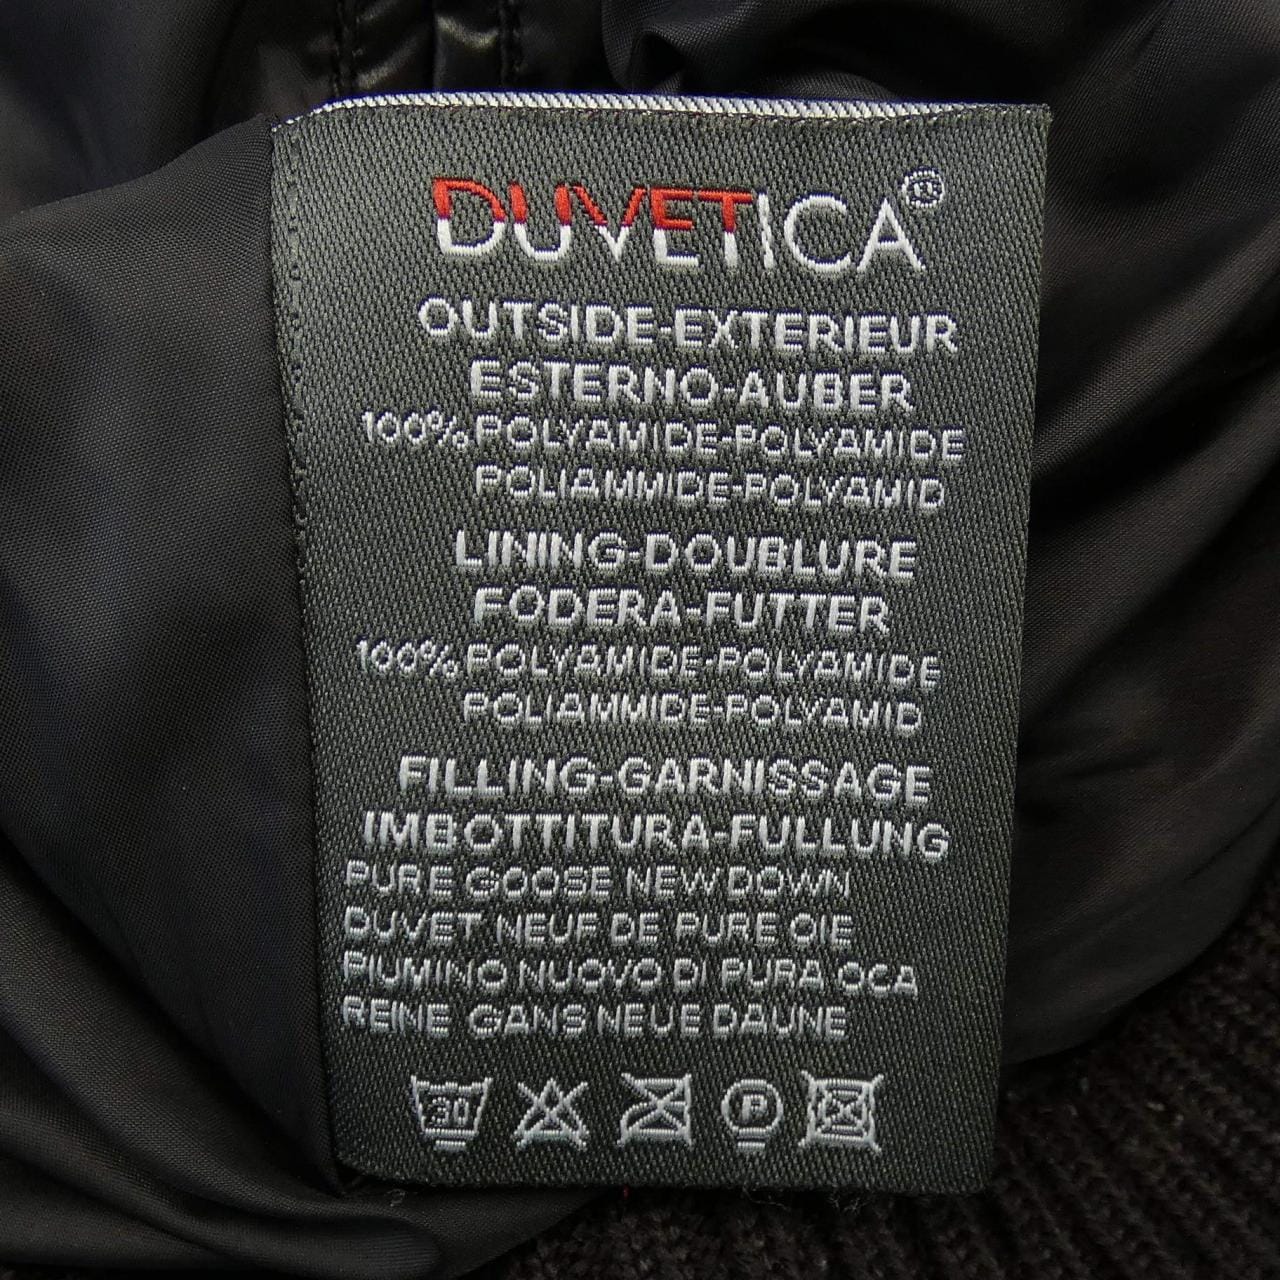 DUVETICA®
OUTSIDE-EXTERIEUR
ESTERNO-AUBER
100% POLYAMIDE-POLYAMIDE
POLIAMMIDE-POLYAMID
LINING-DOUBLURE
FODERA-FUTTER
100% POLYAMIDE-POLYAMIDE
POLIAMMIDE-POLYAMID
FILLING-GARNISSAGE
IMBOTTITURA-FULLUNG
PURE GOOSE NEW DOWN
DUVET NEUF DE PURE OIE
PIUMINO NUOVO DI PURA OCA
REINE GANS NEUE DAUNE
30 P